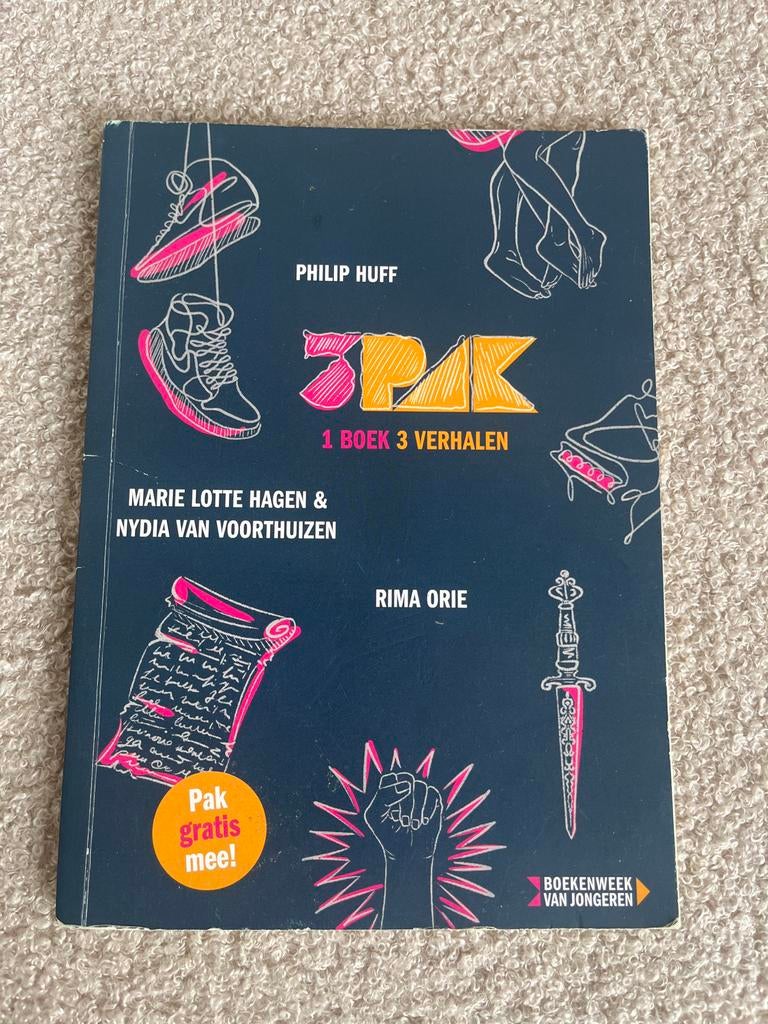 PHILIP HUFF
3PAK
1 BOEK 3 VERHALEN
MARIE LOTTE HAGEN &
NYDIA VAN VOORTHUIZEN
RIMA ORIE
Pak
gratis
mee!
BOEKENWEEK
VAN JONGEREN